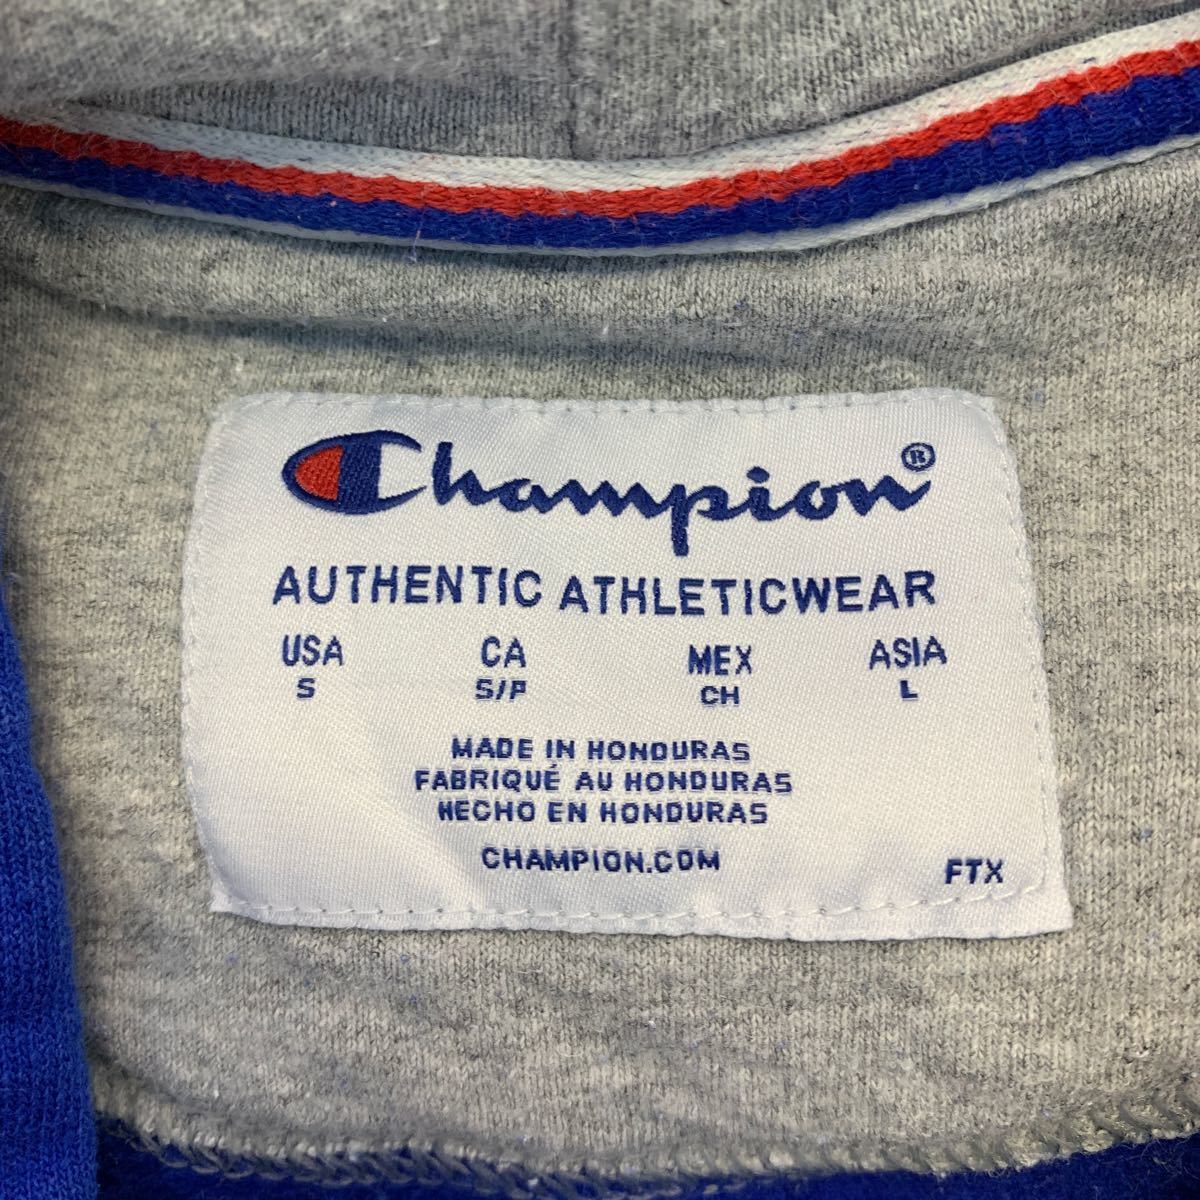 Champion®
AUTHENTIC ATHLETICWEAR
USA CA MEX ASIA
S S/P CH L
MADE IN HONDURAS
FABRIQUÉ AU HONDURAS
HECHO EN HONDURAS
CHAMPION.COM
FTX